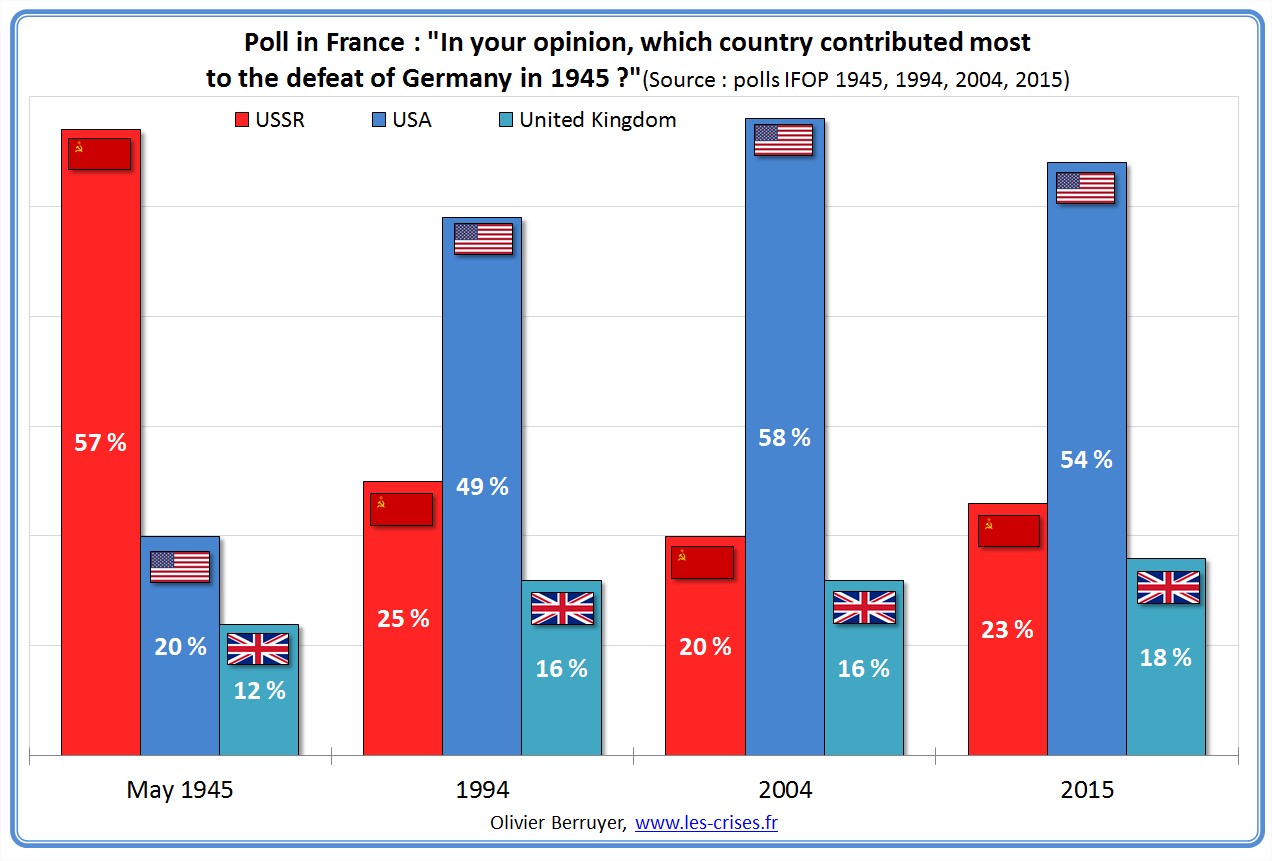 Poll in France : "In your opinion, which country contributed most
to the defeat of Germany in 1945 ?"(Source : polls IFOP 1945, 1994, 2004, 2015)
USSR USA United Kingdom
57 %
20 %
12 %
25 %
49 %
16 %
20 %
58 %
16 %
23 %
54 %
18 %
May 1945 1994 2004 2015
Olivier Berruyer, www.les-crises.fr